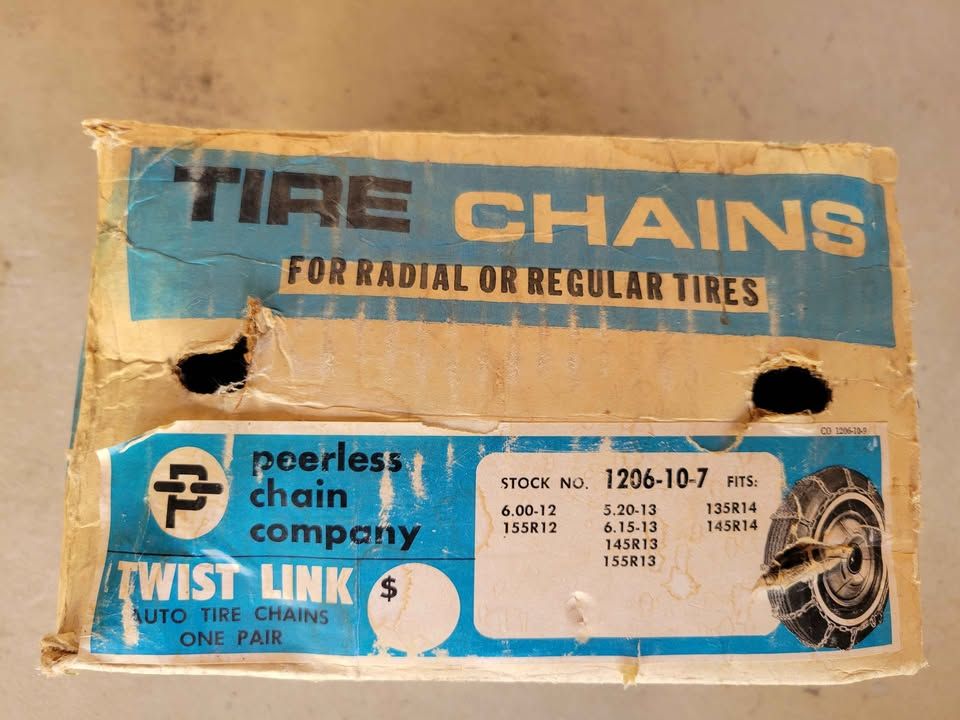 TIRE CHAINS
FOR RADIAL OR REGULAR TIRES
CO 1206-10-9
peerless
chain
company
TWIST LINK
AUTO TIRE CHAINS
ONE PAIR
$
STOCK NO. 1206-10-7 FITS:
6.00-12 5.20-13 135R14
155R12 6.15-13 145R14
145R13
155R13